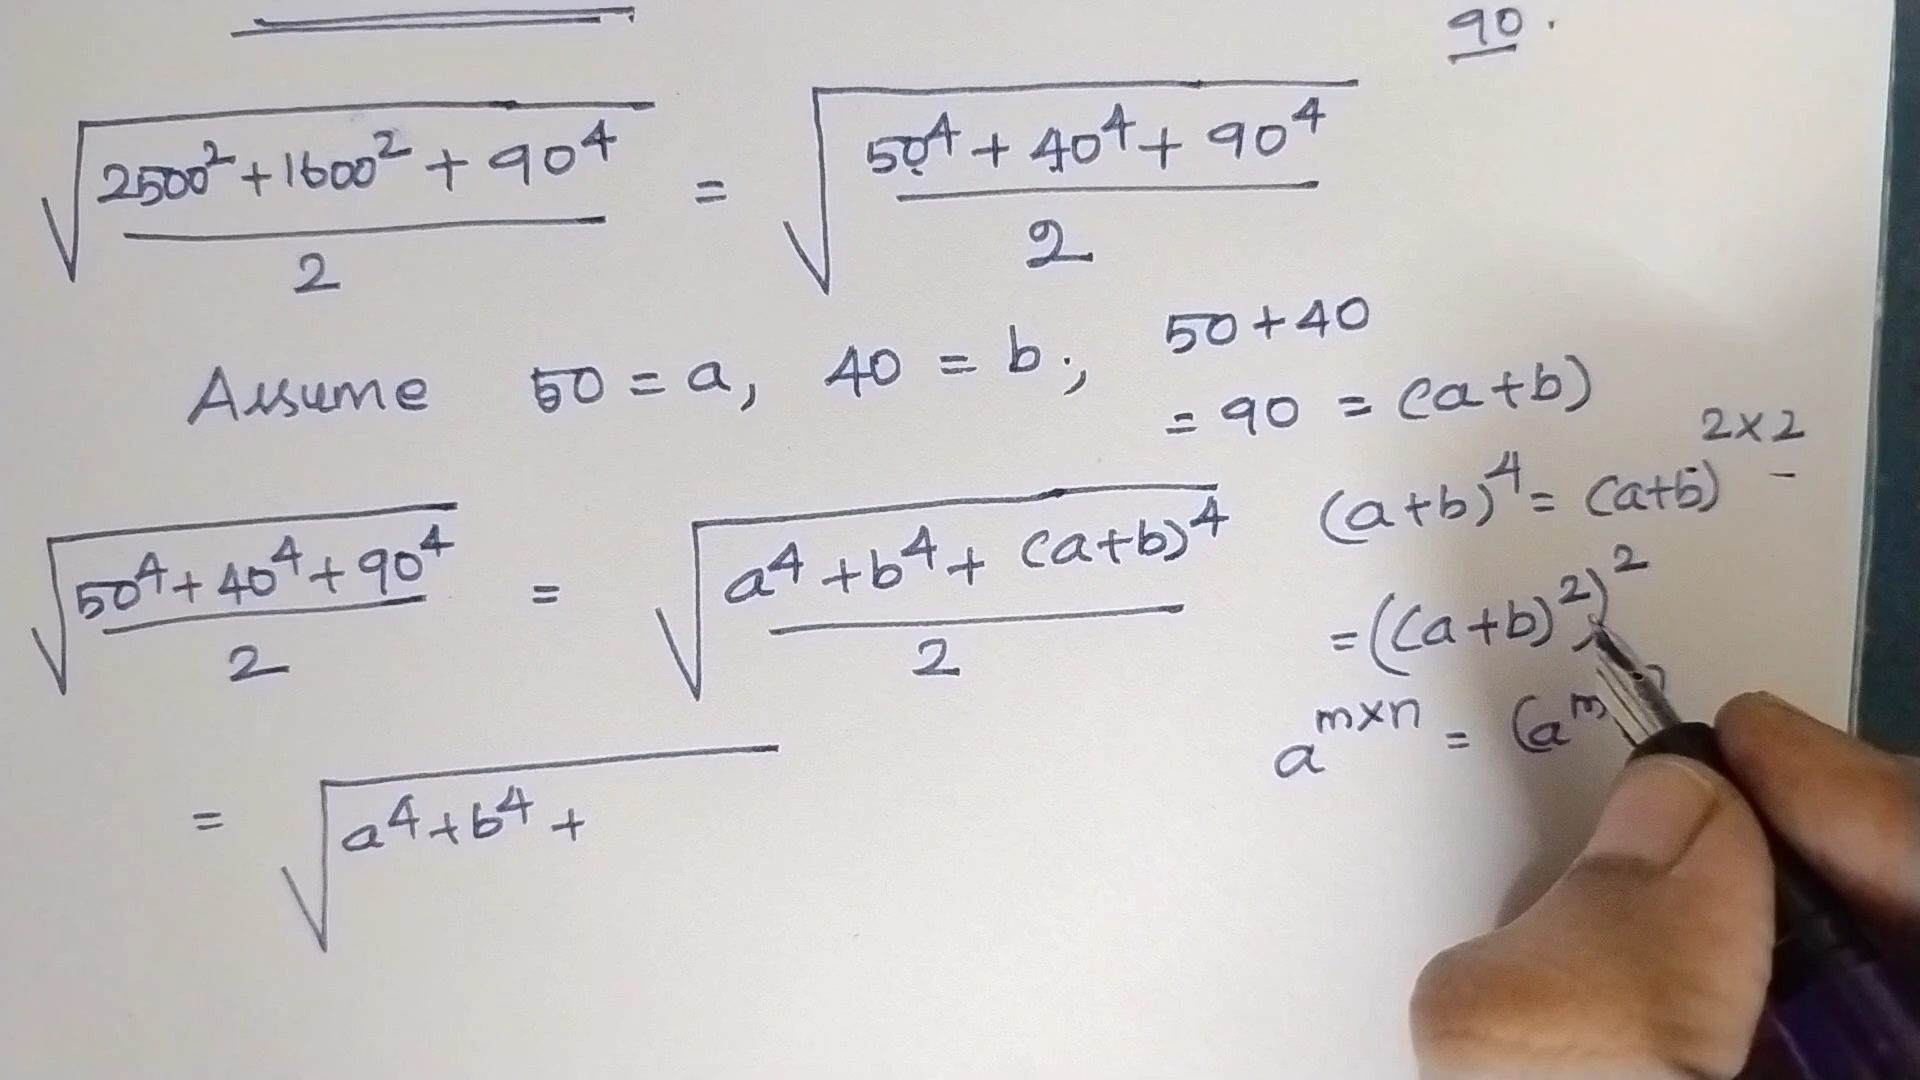 90.
√((2500² + 1600² + 90⁴)/2) = √((50⁴ + 40⁴ + 90⁴)/2)
Assume 50 = a, 40 = b; 50 + 40
= 90 = (a+b)
√((50⁴ + 40⁴ + 90⁴)/2) = √((a⁴ + b⁴ + (a+b)⁴)/2)
(a+b)⁴ = (a+b)^(2×2)
= ((a+b)²)²
a^(m×n) = (a^m
= √(a⁴ + b⁴ +